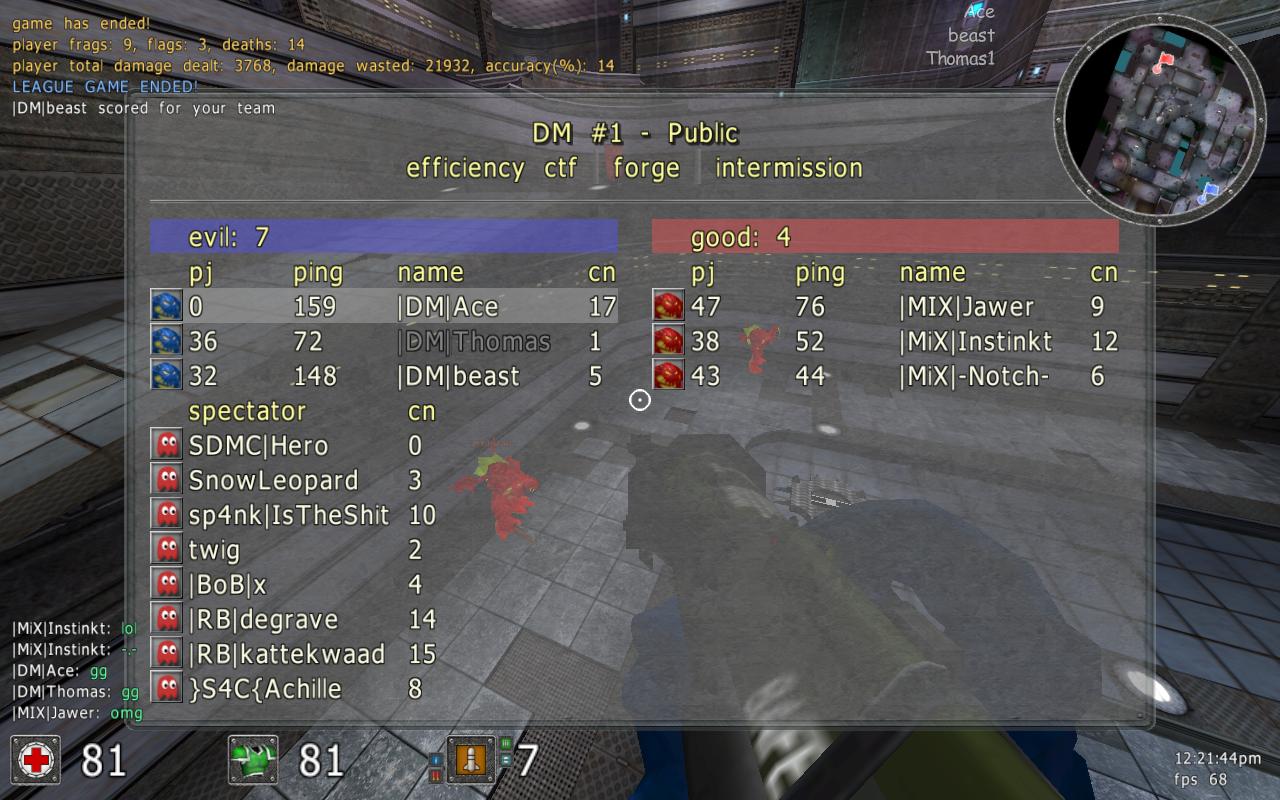 game has ended!
player frags: 9, flags: 3, deaths: 14
player total damage dealt: 3768, damage wasted: 21932, accuracy(%): 14
LEAGUE GAME ENDED!
|DM|beast scored for your team
Ace
beast
Thomas1
DM #1 - Public
efficiency ctf forge intermission
evil: 7
pj ping name cn
0 159 |DM|Ace 17
36 72 |DM|Thomas 1
32 148 |DM|beast 5
good: 4
pj ping name cn
47 76 |MIX|Jawer 9
38 52 |MiX|Instinkt 12
43 44 |MiX|-Notch- 6
spectator cn
SDMC|Hero 0
SnowLeopard 3
sp4nk|IsTheShit 10
twig 2
|BoB|x 4
|RB|degrave 14
|RB|kattekwaad 15
}S4C{Achille 8
|MiX|Instinkt: lol
|MiX|Instinkt: -.-
|DM|Ace: gg
|DM|Thomas: gg
|MIX|Jawer: omg
81
81
7
12:21:44pm
fps 68